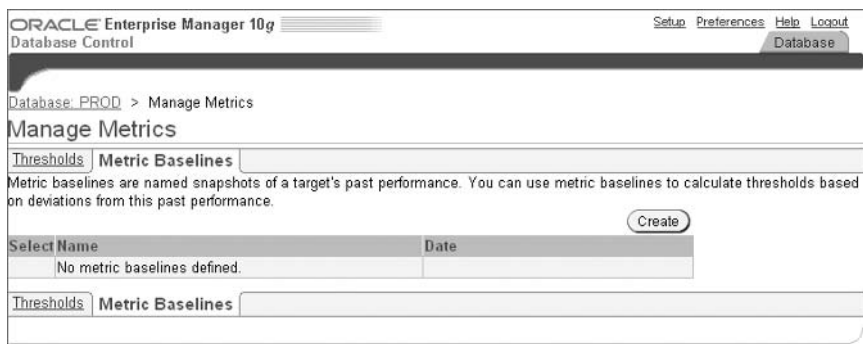 ORACLE Enterprise Manager 10g
Database Control
Setup Preferences Help Logout
Database
Database: PROD > Manage Metrics
Manage Metrics
Thresholds Metric Baselines
Metric baselines are named snapshots of a target's past performance. You can use metric baselines to calculate thresholds based
on deviations from this past performance.
Create
Select Name Date
No metric baselines defined.
Thresholds Metric Baselines